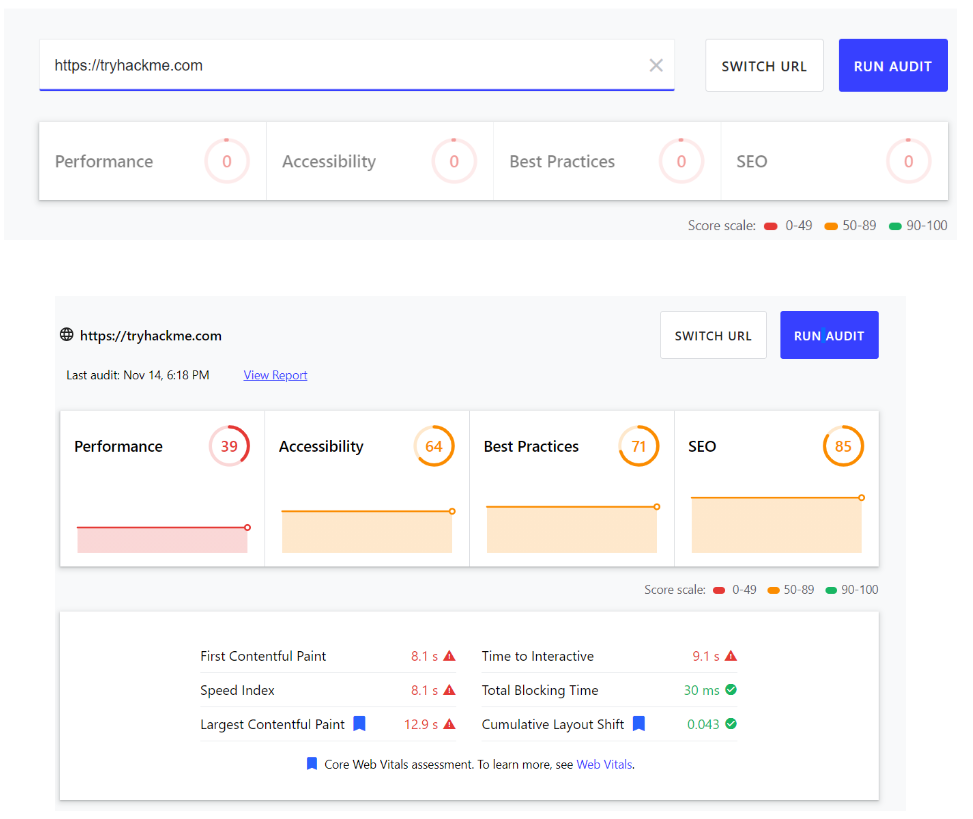 https://tryhackme.com
SWITCH URL
RUN AUDIT
Performance 0 Accessibility 0 Best Practices 0 SEO 0
Score scale: 0-49 50-89 90-100
https://tryhackme.com
SWITCH URL
RUN AUDIT
Last audit: Nov 14, 6:18 PM View Report
Performance 39 Accessibility 64 Best Practices 71 SEO 85
Score scale: 0-49 50-89 90-100
First Contentful Paint 8.1 s Time to Interactive 9.1 s
Speed Index 8.1 s Total Blocking Time 30 ms
Largest Contentful Paint 12.9 s Cumulative Layout Shift 0.043
Core Web Vitals assessment. To learn more, see Web Vitals.